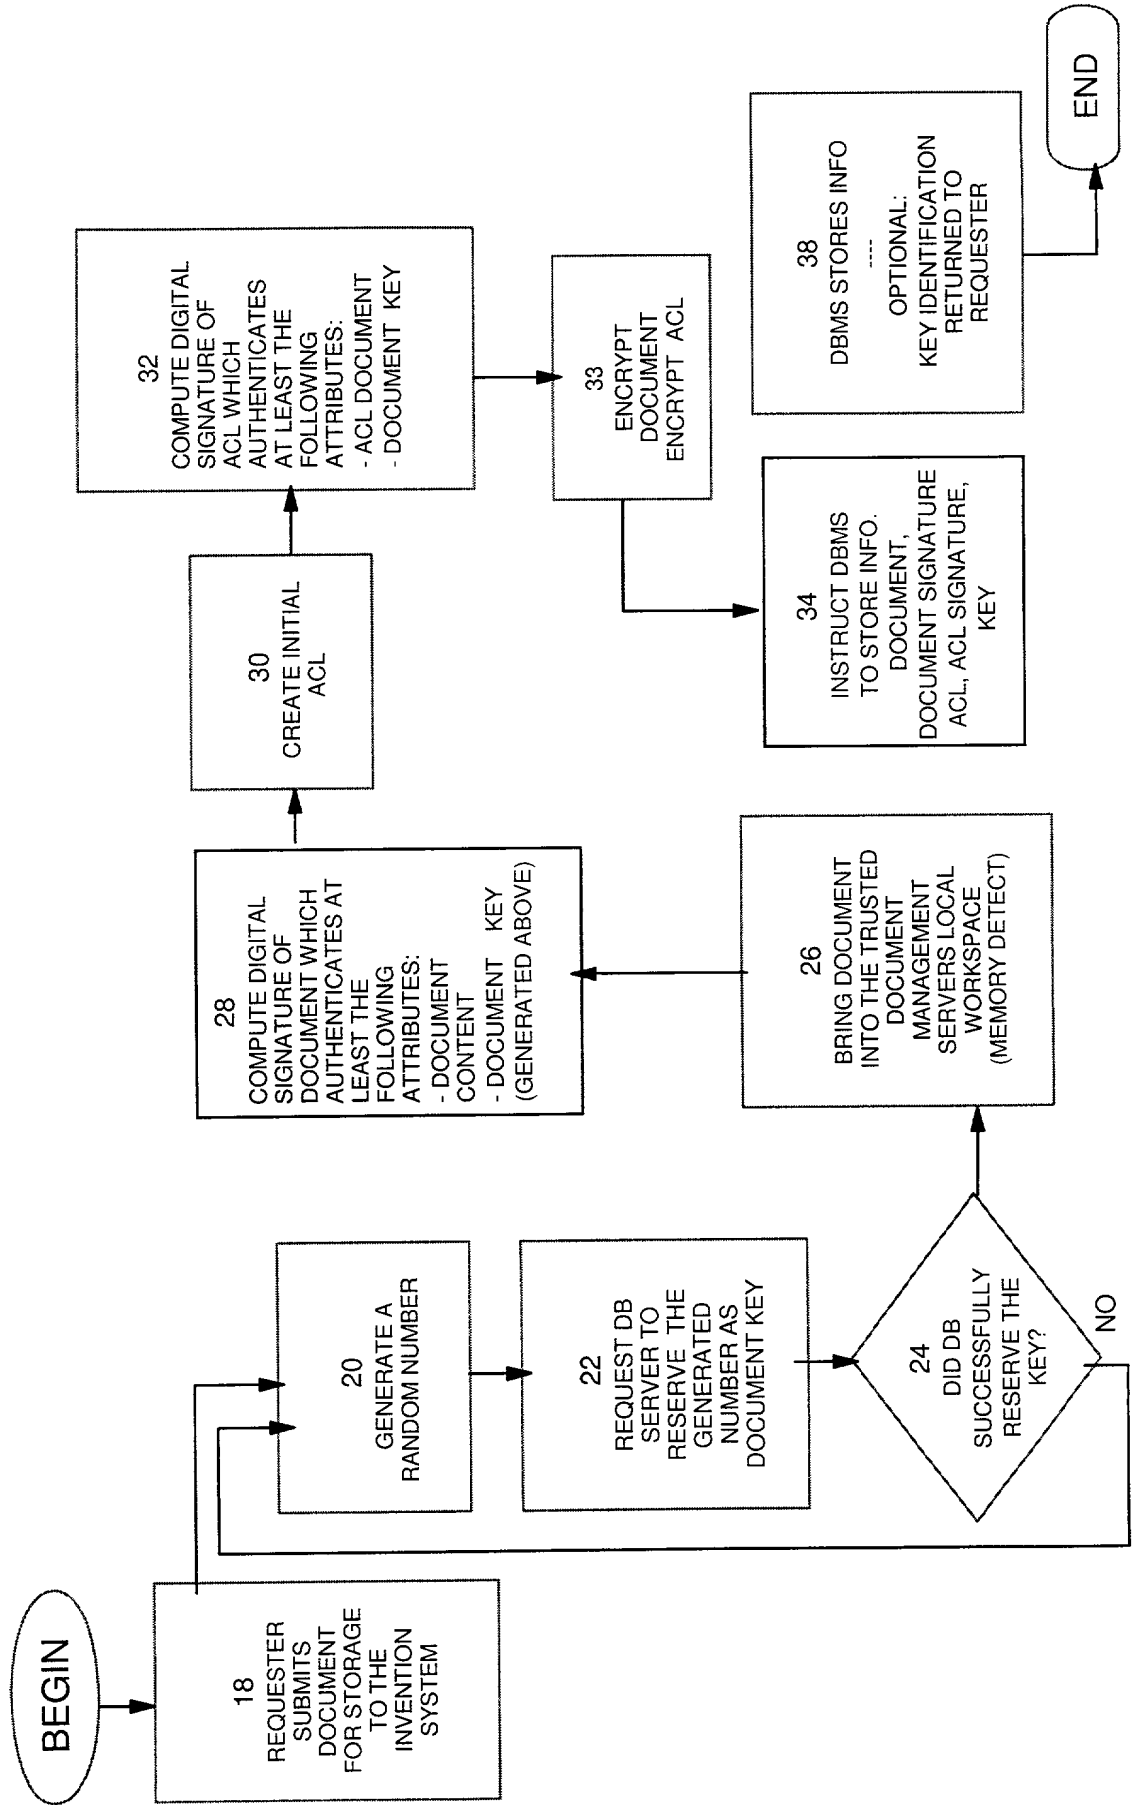 BEGIN
18
REQUESTER
SUBMITS
DOCUMENT
FOR STORAGE
TO THE
INVENTION
SYSTEM
20
GENERATE A
RANDOM NUMBER
22
REQUEST DB
SERVER TO
RESERVE THE
GENERATED
NUMBER AS
DOCUMENT KEY
24
DID DB
SUCCESSFULLY
RESERVE THE
KEY?
NO
26
BRING DOCUMENT
INTO THE TRUSTED
DOCUMENT
MANAGEMENT
SERVERS LOCAL
WORKSPACE
(MEMORY DETECT)
28
COMPUTE DIGITAL
SIGNATURE OF
DOCUMENT WHICH
AUTHENTICATES AT
LEAST THE
FOLLOWING
ATTRIBUTES:
- DOCUMENT
CONTENT
- DOCUMENT KEY
(GENERATED ABOVE)
30
CREATE INITIAL
ACL
32
COMPUTE DIGITAL
SIGNATURE OF
ACL WHICH
AUTHENTICATES
AT LEAST THE
FOLLOWING
ATTRIBUTES:
- ACL DOCUMENT
- DOCUMENT KEY
33
ENCRYPT
DOCUMENT
ENCRYPT ACL
34
INSTRUCT DBMS
TO STORE INFO.
DOCUMENT,
DOCUMENT SIGNATURE
ACL, ACL SIGNATURE,
KEY
38
DBMS STORES INFO
----
OPTIONAL:
KEY IDENTIFICATION
RETURNED TO
REQUESTER
END